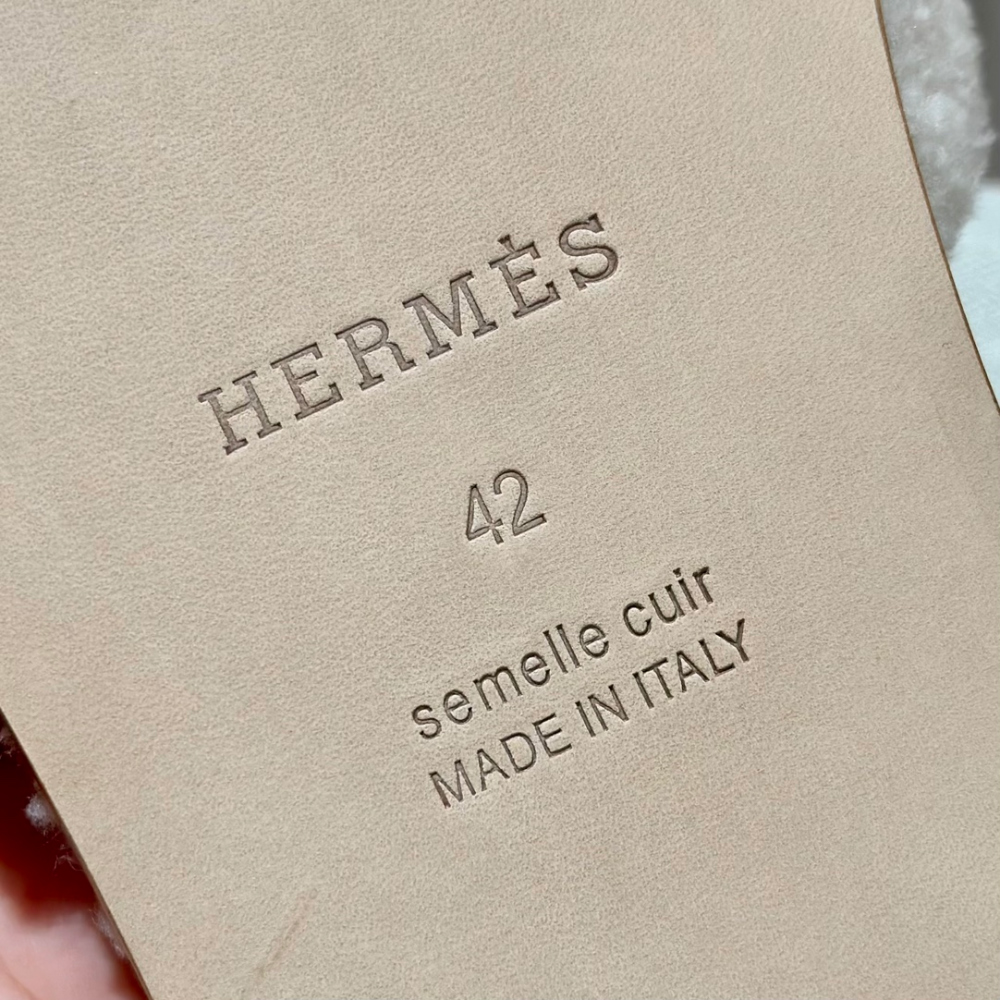 HERMÈS
42
semelle cuir
MADE IN ITALY